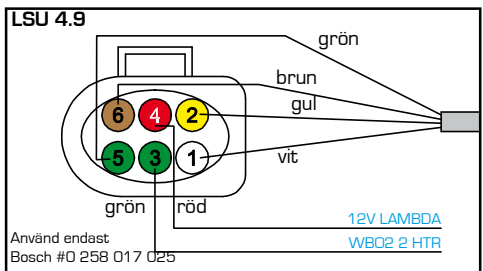 LSU 4.9
grön
brun
gul
6 4 2
5 3 1
vit
grön röd
12V LAMBDA
WBO2 2 HTR
Använd endast
Bosch #0 258 017 025